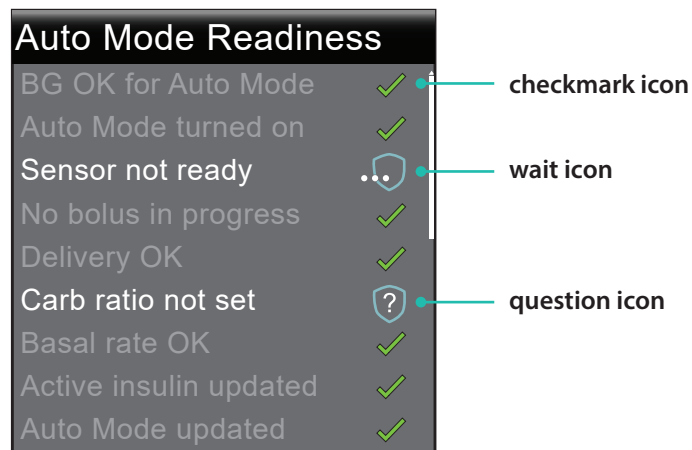 Auto Mode Readiness
BG OK for Auto Mode
checkmark icon
Auto Mode turned on
Sensor not ready
...
wait icon
No bolus in progress
Delivery OK
Carb ratio not set
?
question icon
Basal rate OK
Active insulin updated
Auto Mode updated